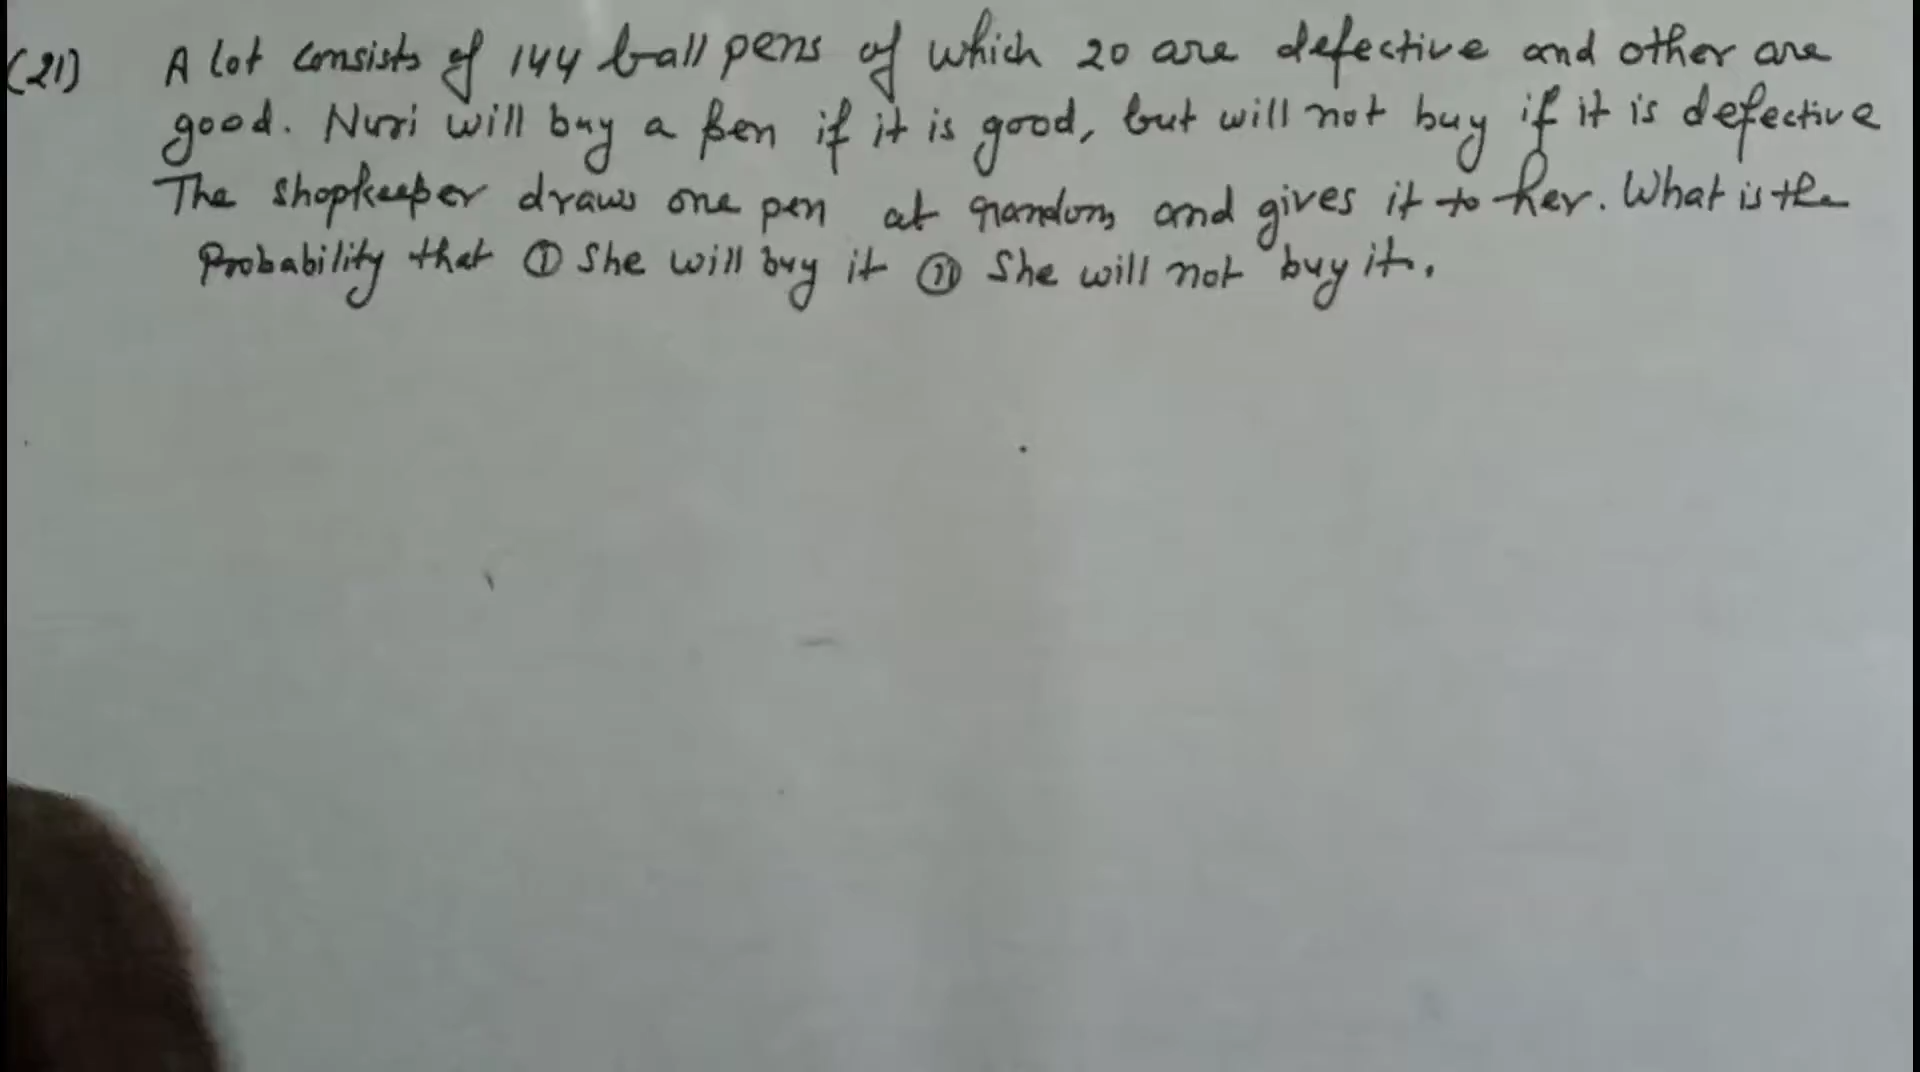 (21) A lot consists of 144 ball pens of which 20 are defective and other are
good. Nuri will buy a pen if it is good, but will not buy if it is defective
The shopkeeper draws one pen at random and gives it to her. What is the
Probability that ① She will buy it ⑪ She will not buy it.